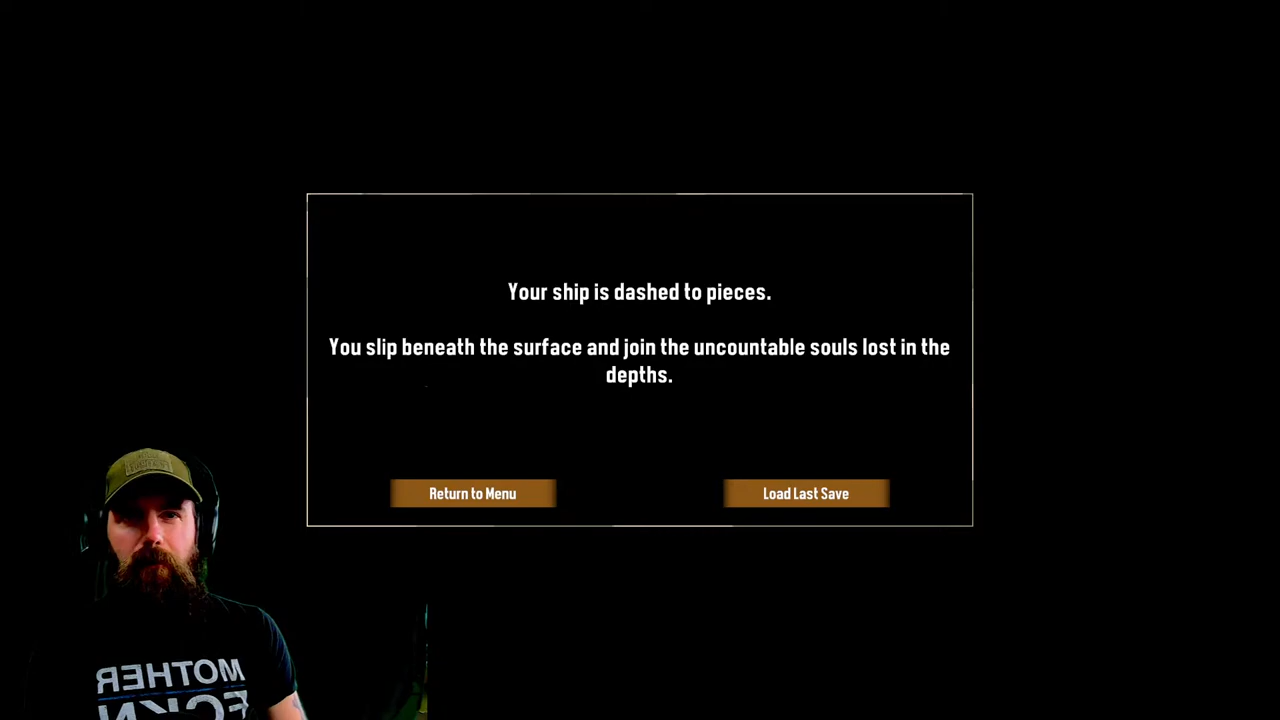 Your ship is dashed to pieces.
You slip beneath the surface and join the uncountable souls lost in the
depths.
Return to Menu
Load Last Save
MOTHER